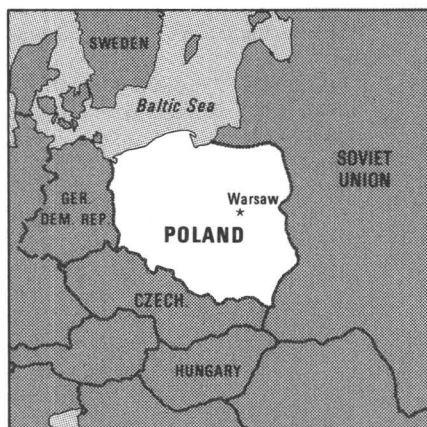 SWEDEN
Baltic Sea
SOVIET
UNION
GER.
DEM. REP.
Warsaw
POLAND
CZECH.
HUNGARY